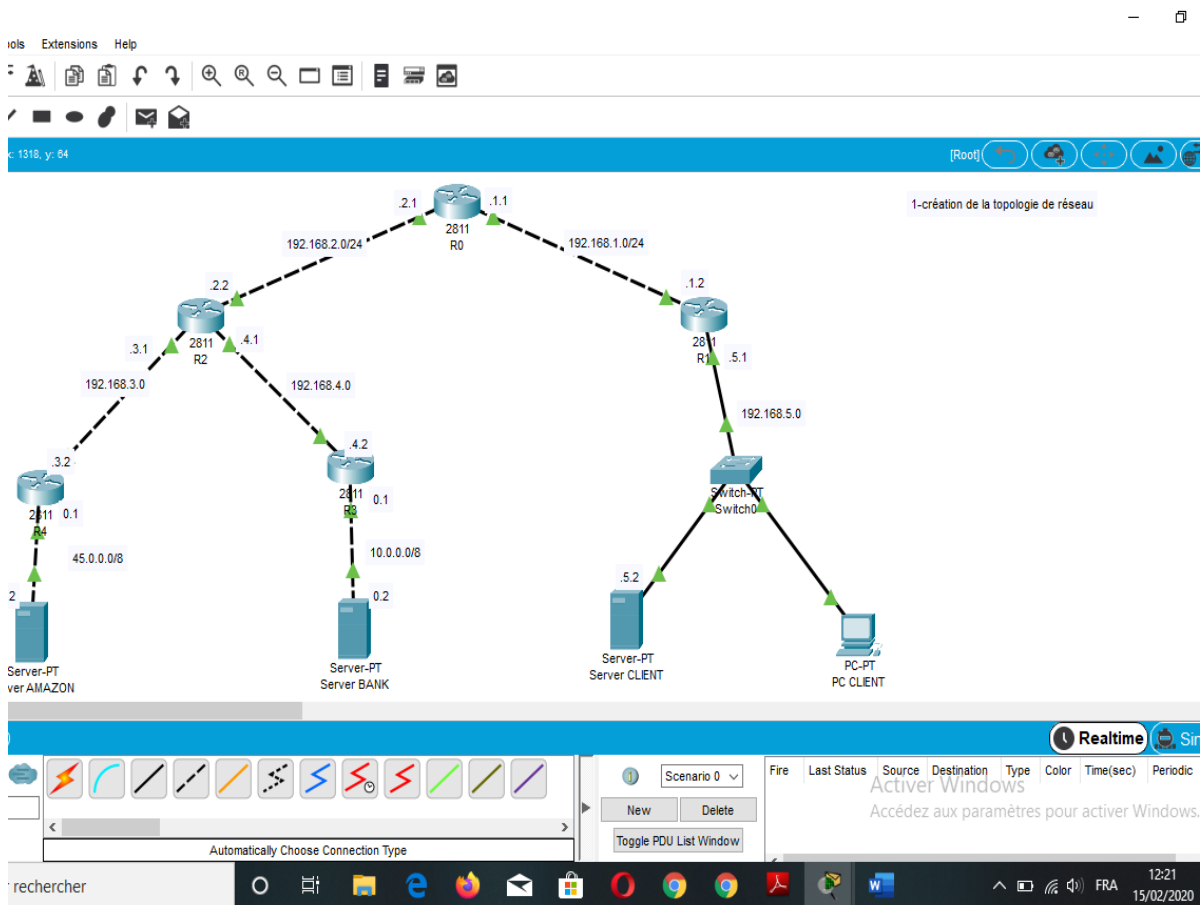 ools Extensions Help
x: 1318, y: 64
[Root]
1-création de la topologie de réseau
.2.1
.1.1
2811
R0
192.168.2.0/24
192.168.1.0/24
.2.2
.1.2
2811
R2
2811
R1
.3.1
.4.1
.5.1
192.168.3.0
192.168.4.0
192.168.5.0
.3.2
.4.2
2811
R4
0.1
2811
R3
0.1
Switch-PT
Switch0
45.0.0.0/8
10.0.0.0/8
.5.2
2
0.2
Server-PT
ver AMAZON
Server-PT
Server BANK
Server-PT
Server CLIENT
PC-PT
PC CLIENT
Realtime
Sin
Scenario 0
New
Delete
Toggle PDU List Window
Fire Last Status Source Destination Type Color Time(sec) Periodic
Activer Windows
Accédez aux paramètres pour activer Windows.
Automatically Choose Connection Type
rechercher
FRA
12:21
15/02/2020